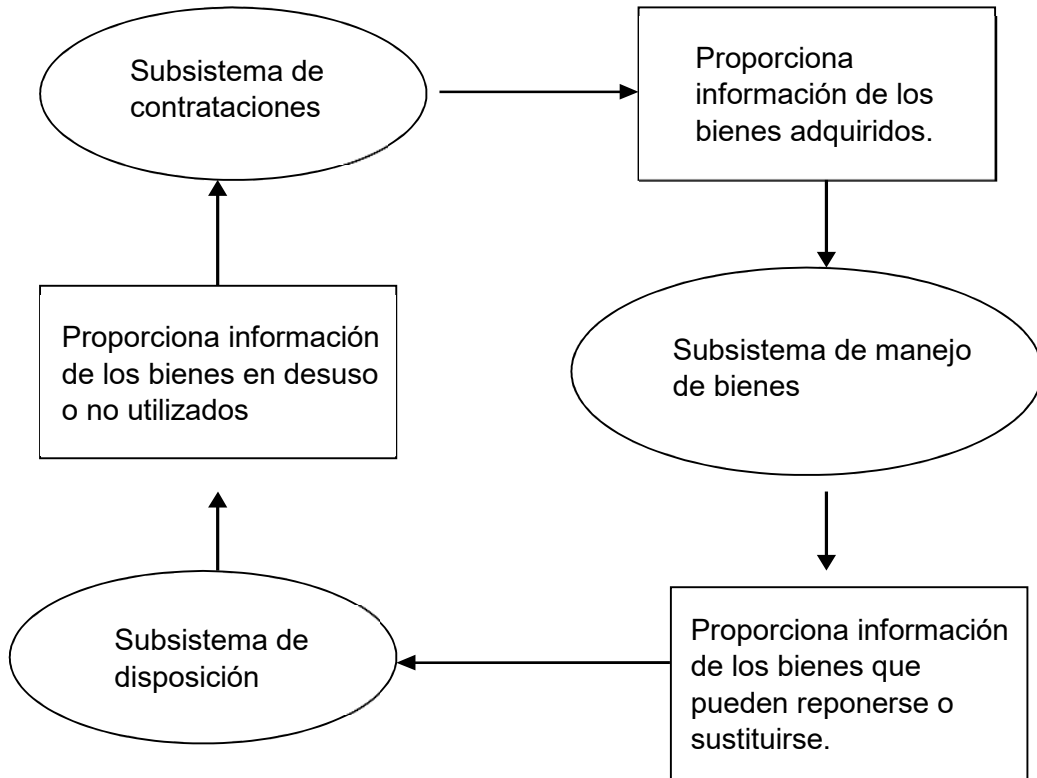 Subsistema de
contrataciones
Proporciona
información de los
bienes adquiridos.
Proporciona información
de los bienes en desuso
o no utilizados
Subsistema de manejo
de bienes
Subsistema de
disposición
Proporciona información
de los bienes que
pueden reponerse o
sustituirse.